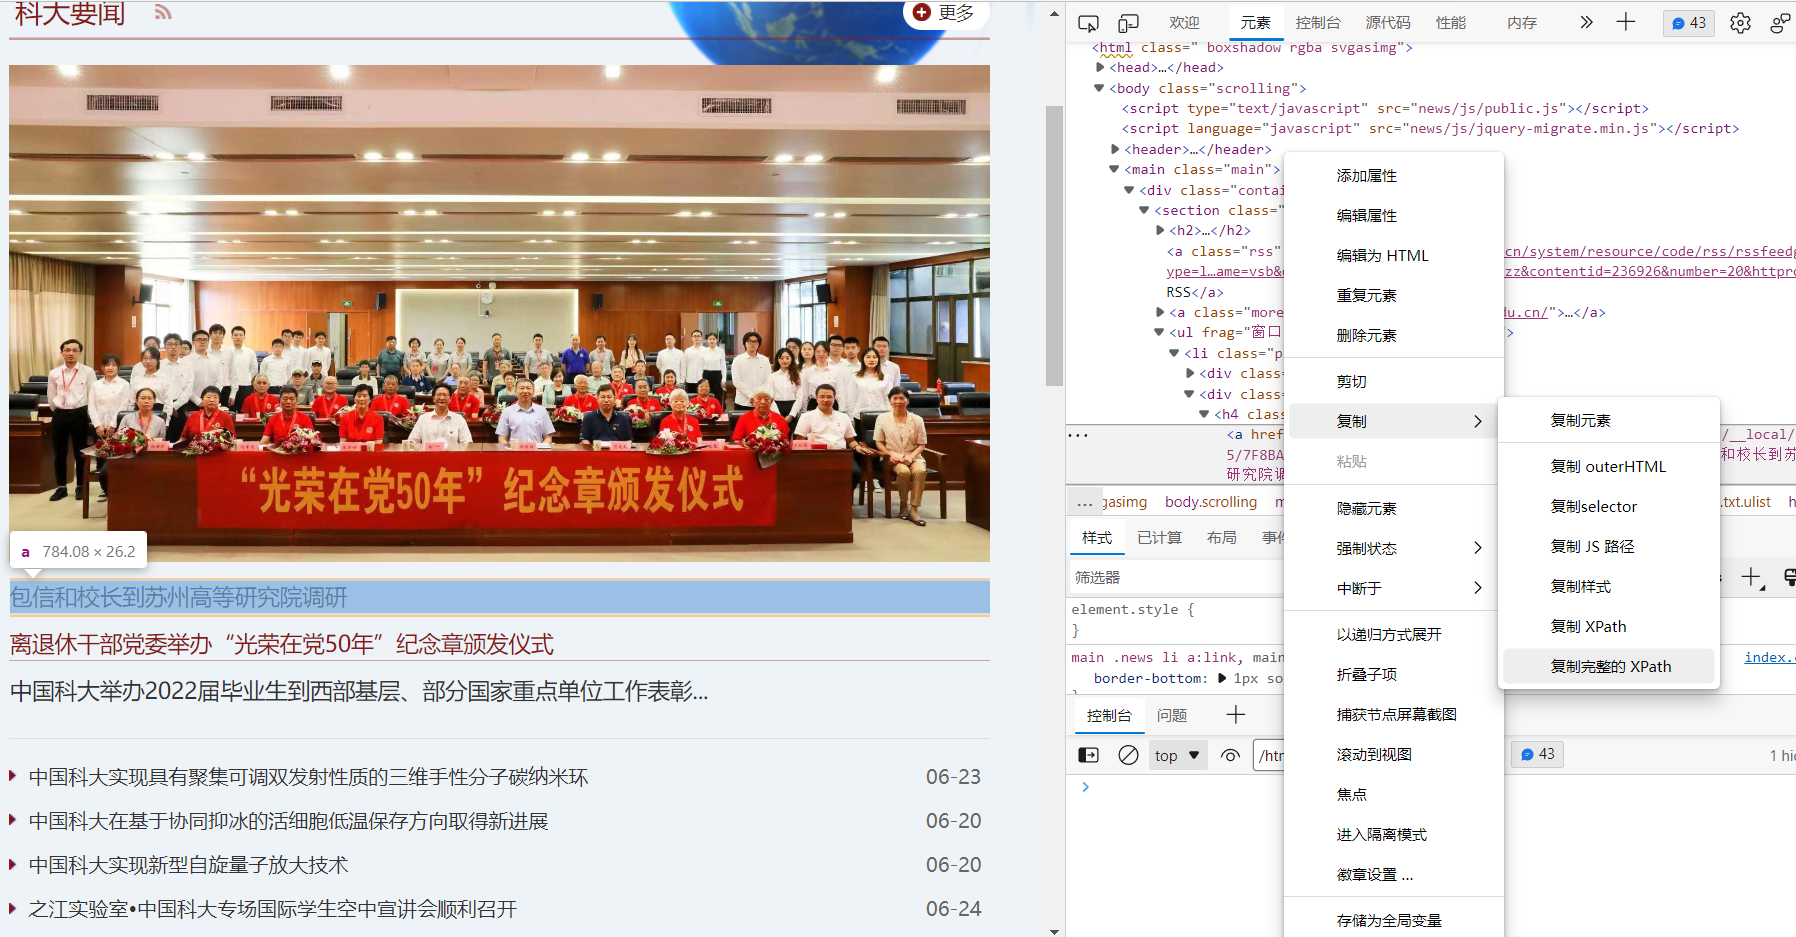 科大要闻
更多
“光荣在党50年”纪念章颁发仪式
a 784.08 × 26.2
包信和校长到苏州高等研究院调研
离退休干部党委举办“光荣在党50年”纪念章颁发仪式
中国科大举办2022届毕业生到西部基层、部分国家重点单位工作表彰...
中国科大实现具有聚集可调双发射性质的三维手性分子碳纳米环 06-23
中国科大在基于协同抑冰的活细胞低温保存方向取得新进展 06-20
中国科大实现新型自旋量子放大技术 06-20
之江实验室•中国科大专场国际学生空中宣讲会顺利召开 06-24
欢迎 元素 控制台 源代码 性能 内存 43
<html class=" boxshadow rgba svgasimg">
<head>…</head>
<body class="scrolling">
<script type="text/javascript" src="news/js/public.js"></script>
<script language="javascript" src="news/js/jquery-migrate.min.js"></script>
<header>…</header>
<main class="main">
<div class="contai
<section class="
<h2>…</h2>
<a class="rss" cn/system/resource/code/rss/rssfeed
ype=l…ame=vsb& zz&contentid=236926&number=20&httpro
RSS</a>
<a class="more du.cn/">…</a>
<ul frag="窗口 >
<li class="p
<div clas
<div clas
<h4 clas
<a href /__local/
5/7F8BA 和校长到苏
研究院调
... gasimg body.scrolling m .txt.ulist h
样式 已计算 布局 事件
筛选器
element.style {
}
main .news li a:link, main index.
border-bottom: 1px so
}
控制台 问题
top /htm 43 1 hid
添加属性
编辑属性
编辑为 HTML
重复元素
删除元素
剪切
复制
粘贴
隐藏元素
强制状态
中断于
以递归方式展开
折叠子项
捕获节点屏幕截图
滚动到视图
焦点
进入隔离模式
徽章设置 ...
存储为全局变量
复制元素
复制 outerHTML
复制selector
复制 JS 路径
复制样式
复制 XPath
复制完整的 XPath